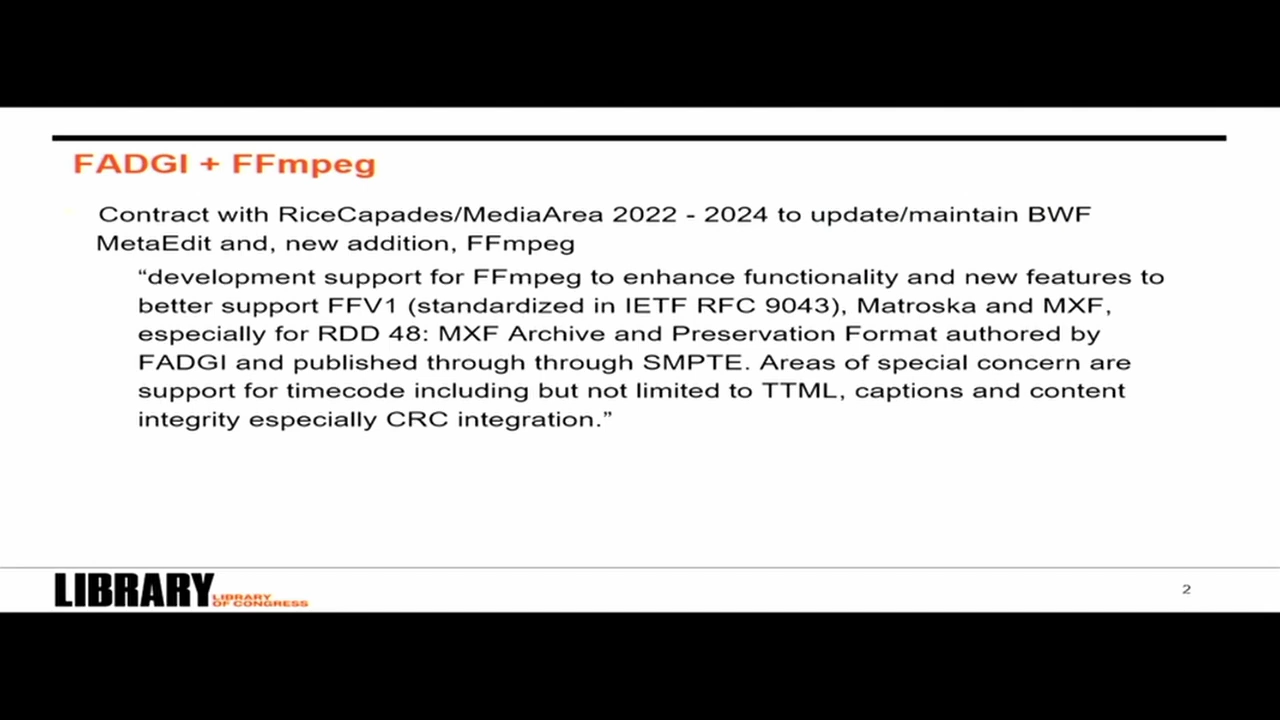 FADGI + FFmpeg
Contract with RiceCapades/MediaArea 2022 - 2024 to update/maintain BWF
MetaEdit and, new addition, FFmpeg
“development support for FFmpeg to enhance functionality and new features to
better support FFV1 (standardized in IETF RFC 9043), Matroska and MXF,
especially for RDD 48: MXF Archive and Preservation Format authored by
FADGI and published through through SMPTE. Areas of special concern are
support for timecode including but not limited to TTML, captions and content
integrity especially CRC integration.”
LIBRARY
LIBRARY
OF CONGRESS
2